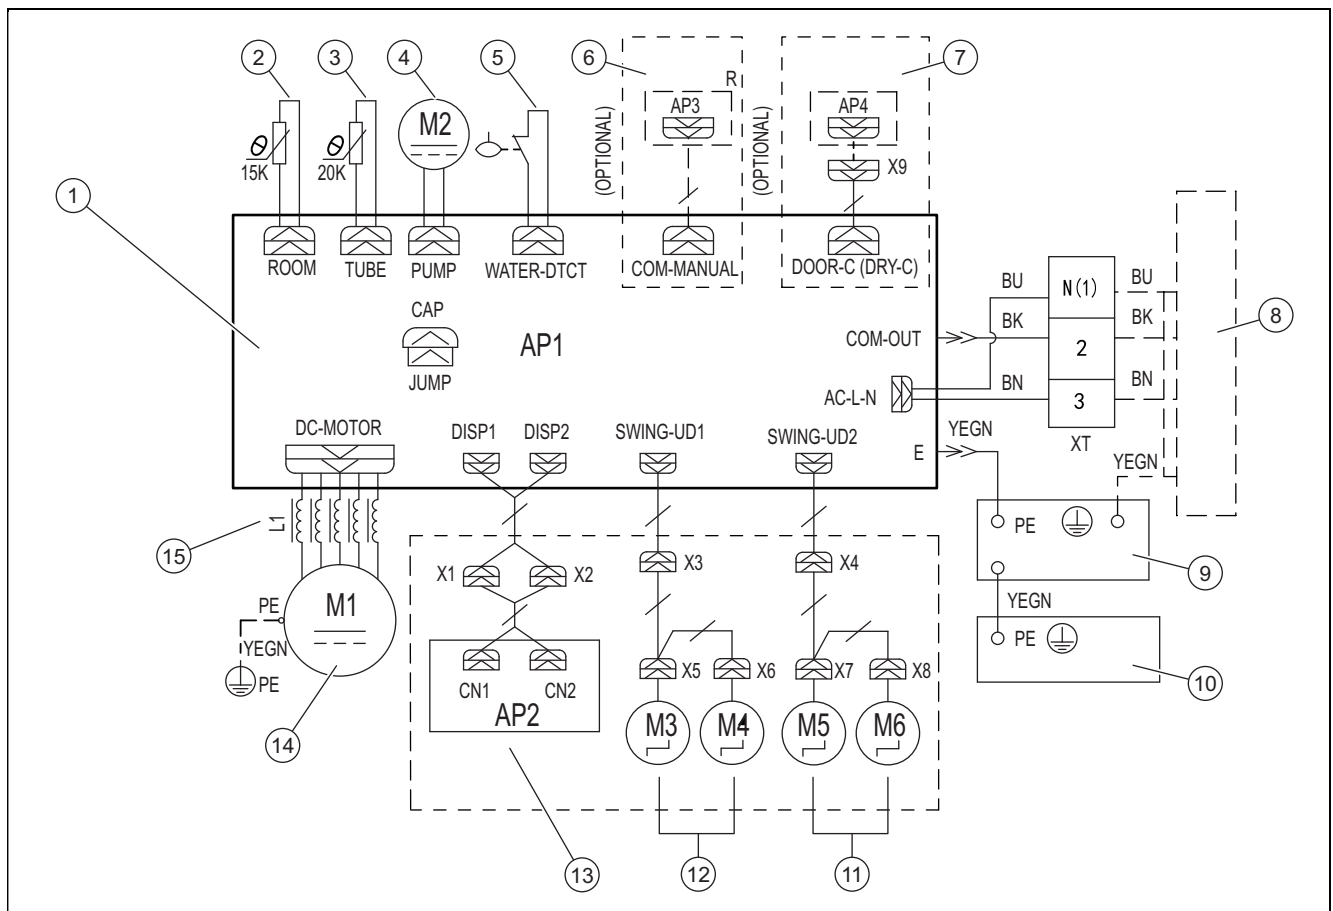 2
3
4
5
6
7
(OPTIONAL)
R
AP3
(OPTIONAL)
AP4
X9
θ
15K
θ
20K
M2
1
ROOM
TUBE
PUMP
WATER-DTCT
COM-MANUAL
DOOR-C (DRY-C)
CAP
JUMP
AP1
COM-OUT
AC-L-N
BU
BK
BN
N(1)
2
3
XT
BU
BK
BN
8
DC-MOTOR
DISP1
DISP2
SWING-UD1
SWING-UD2
E
YEGN
YEGN
L1
15
X1
X2
X3
X4
PE
9
YEGN
PE
10
M1
PE
YEGN
PE
14
CN1
CN2
AP2
X5
X6
X7
X8
M3
M4
M5
M6
13
12
11